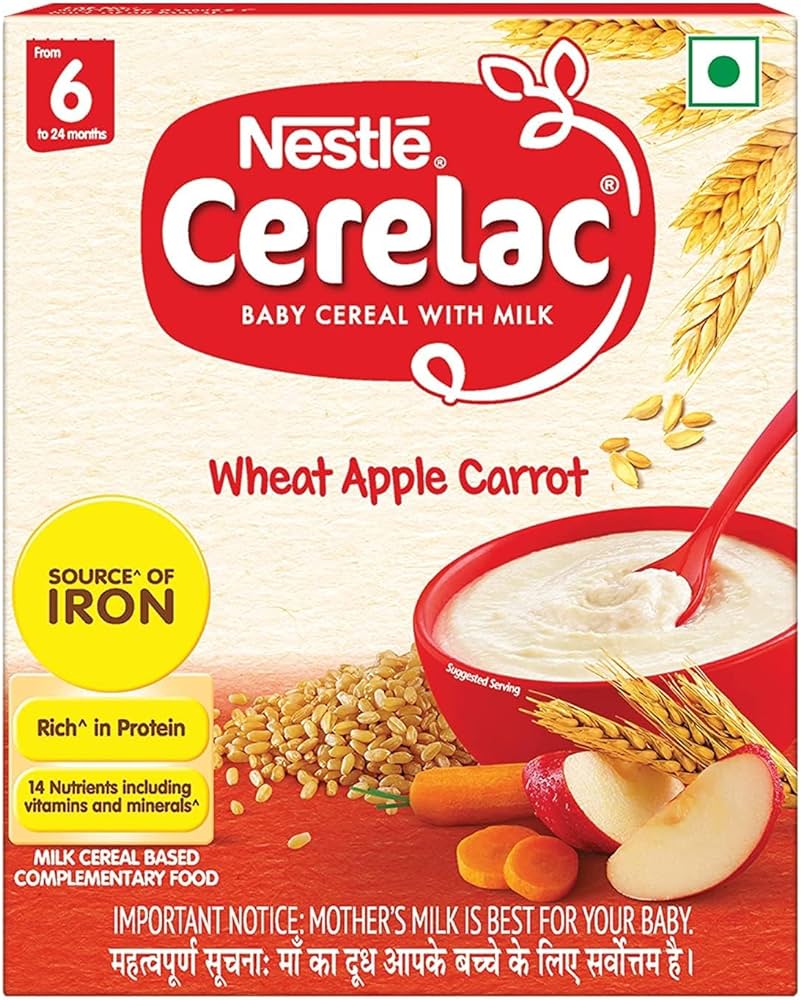 From
6
to 24 months
Nestlé®
Cerelac®
BABY CEREAL WITH MILK
Wheat Apple Carrot
SOURCE^ OF
IRON
Suggested Serving
Rich^ in Protein
14 Nutrients including
vitamins and minerals^
MILK CEREAL BASED
COMPLEMENTARY FOOD
IMPORTANT NOTICE: MOTHER'S MILK IS BEST FOR YOUR BABY.
महत्वपूर्ण सूचना: माँ का दूध आपके बच्चे के लिए सर्वोत्तम है।